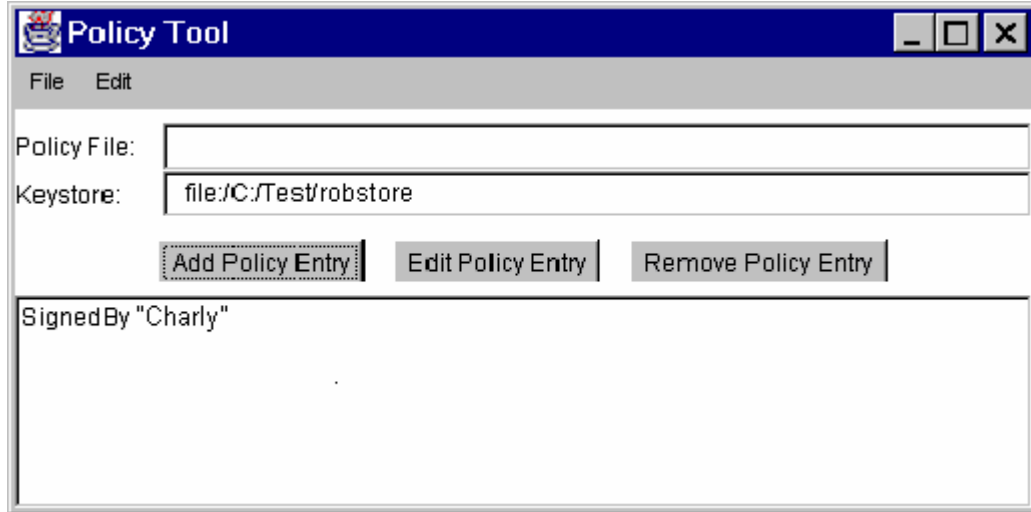 Policy Tool
File Edit
Policy File:
Keystore: file:/C:/Test/robstore
Add Policy Entry Edit Policy Entry Remove Policy Entry
SignedBy "Charly"